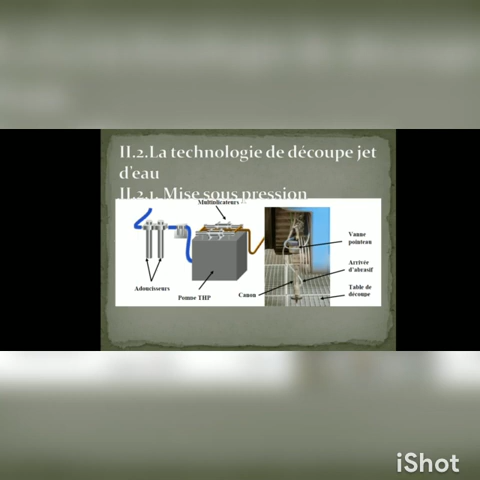 II.2.La technologie de découpe jet
d'eau
II.2.1. Mise sous pression
Multiplicateurs
Vanne
pointeau
Arrivée
d'abrasif
Adoucisseurs
Pompe THP
Canon
Table de
découpe
iShot